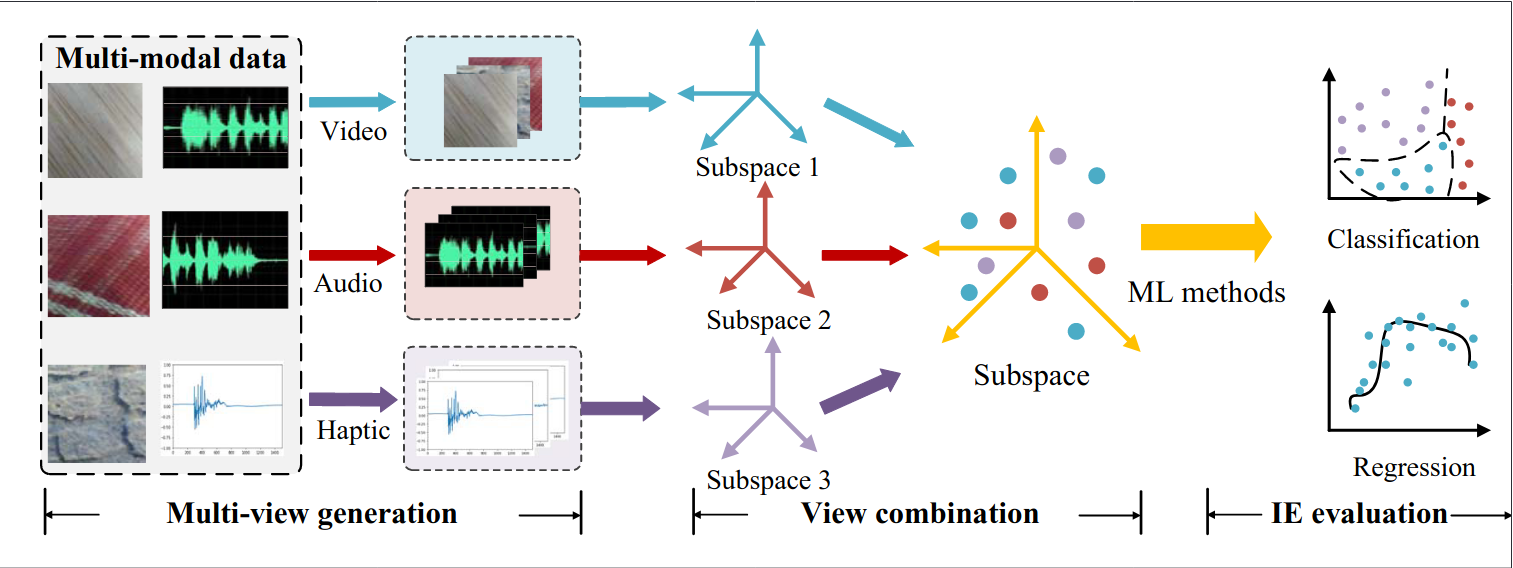 Multi-modal data
Video
Subspace 1
Classification
Audio
Subspace 2
ML methods
Subspace
Haptic
Subspace 3
Regression
Multi-view generation
View combination
IE evaluation